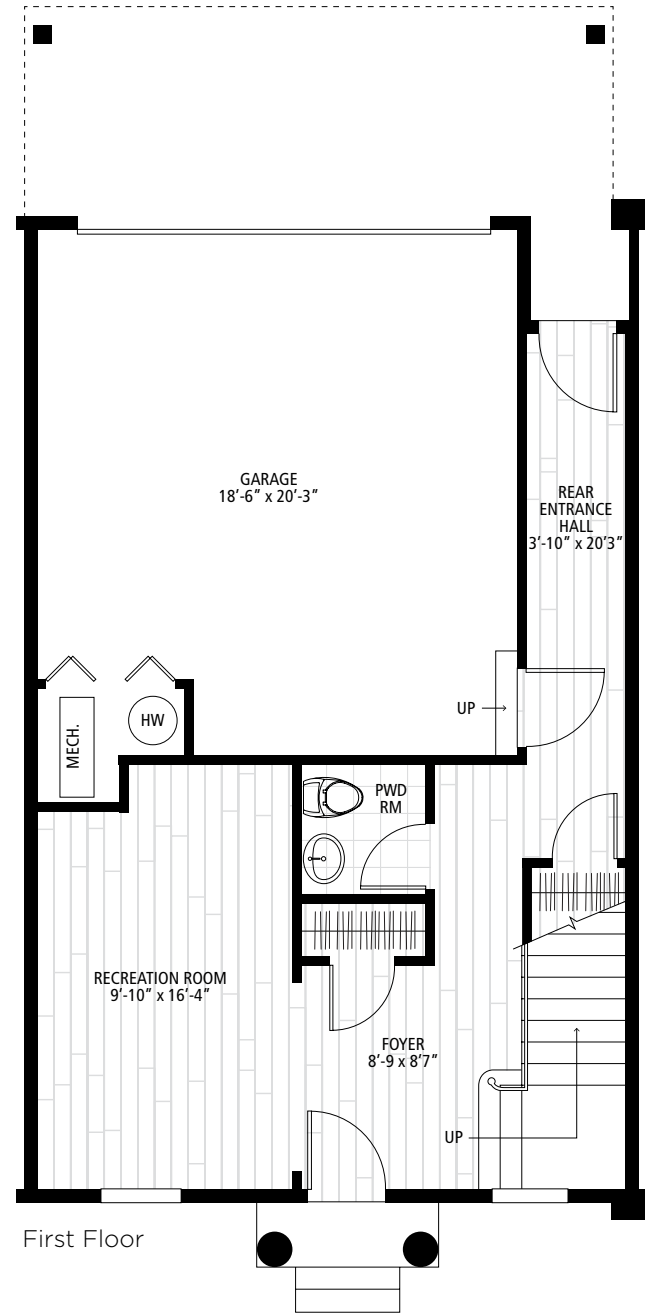 GARAGE
18'-6" x 20'-3"
REAR
ENTRANCE
HALL
3'-10" x 20'3"
UP
MECH.
HW
PWD
RM
RECREATION ROOM
9'-10" x 16'-4"
FOYER
8'-9 x 8'7"
UP
First Floor